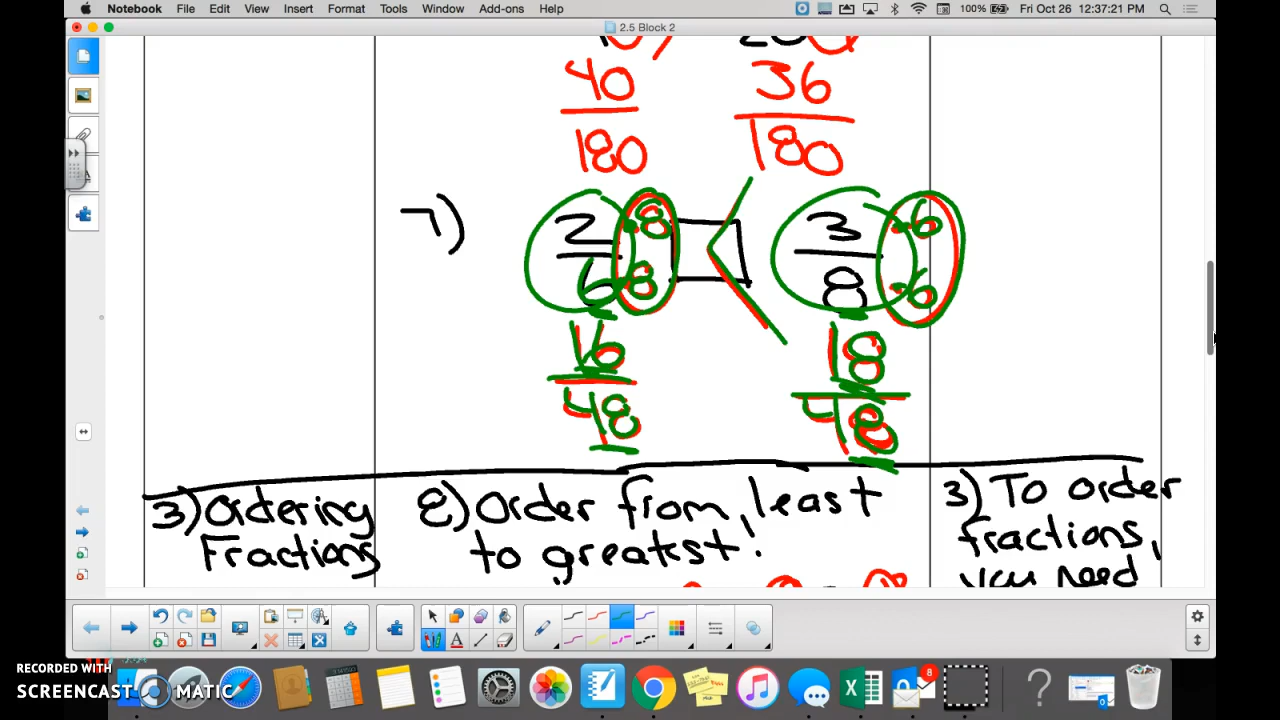 Notebook File Edit View Insert Format Tools Window Add-ons Help 100% Fri Oct 26 12:37:21 PM
2.5 Block 2
40 36
180 180
7) 2/6 ·8/·8 < 3/8 ·6/·6
16 18
48 48
3) Ordering Fractions
8) Order from least
to greatest!
3) To order
fractions,
you need
8
RECORDED WITH
SCREENCAST MATIC